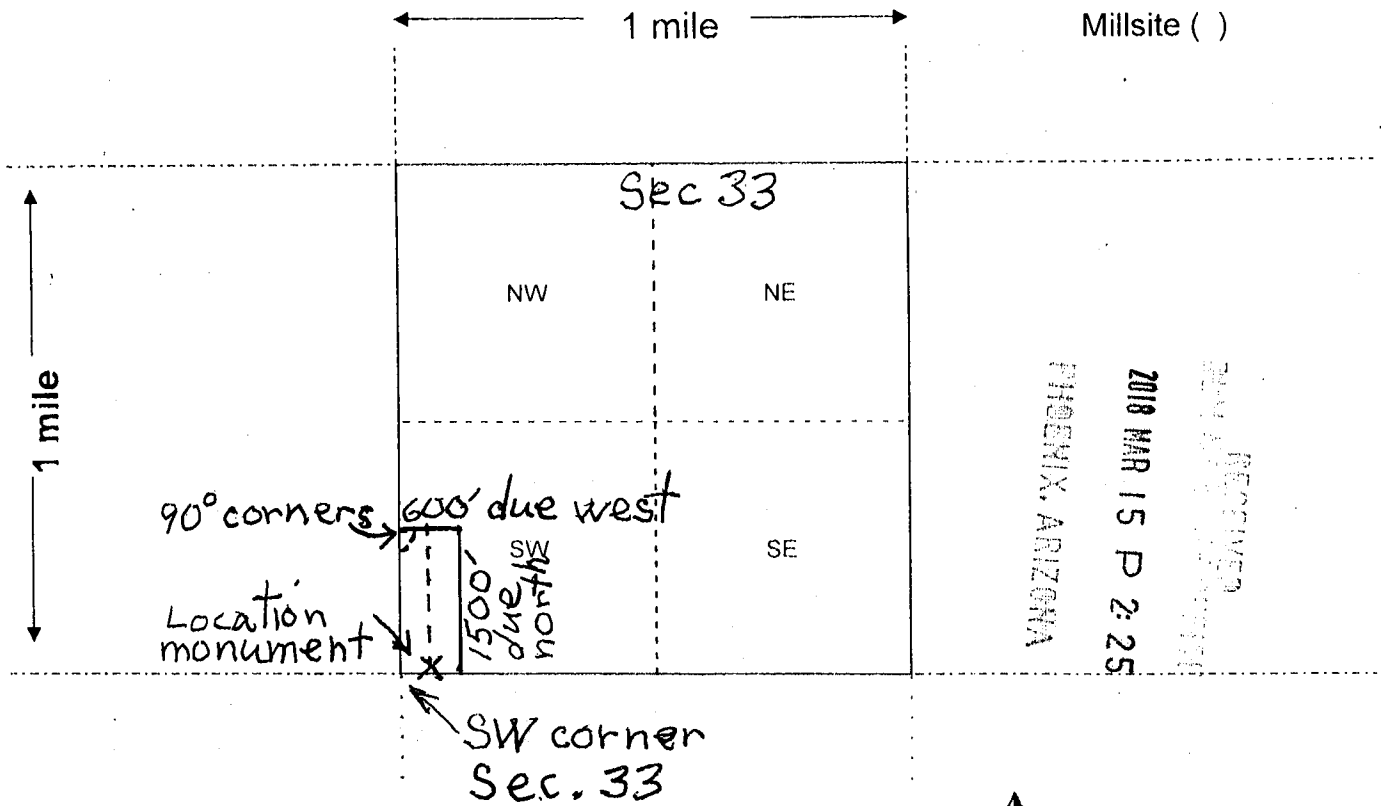 1 mile
Millsite ( )
Sec 33
NW
NE
1 mile
90° corners
600' due west
SW
SE
1500'
due
north
Location
monument
X
SW corner
Sec. 33
RECEIVED
2018 MAR 15 P 2:25
PHOENIX, ARIZONA